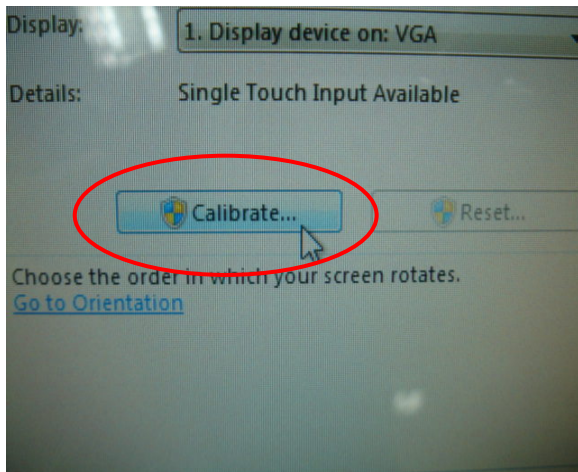 Display: 1. Display device on: VGA
Details: Single Touch Input Available
Calibrate... Reset...
Choose the order in which your screen rotates.
Go to Orientation